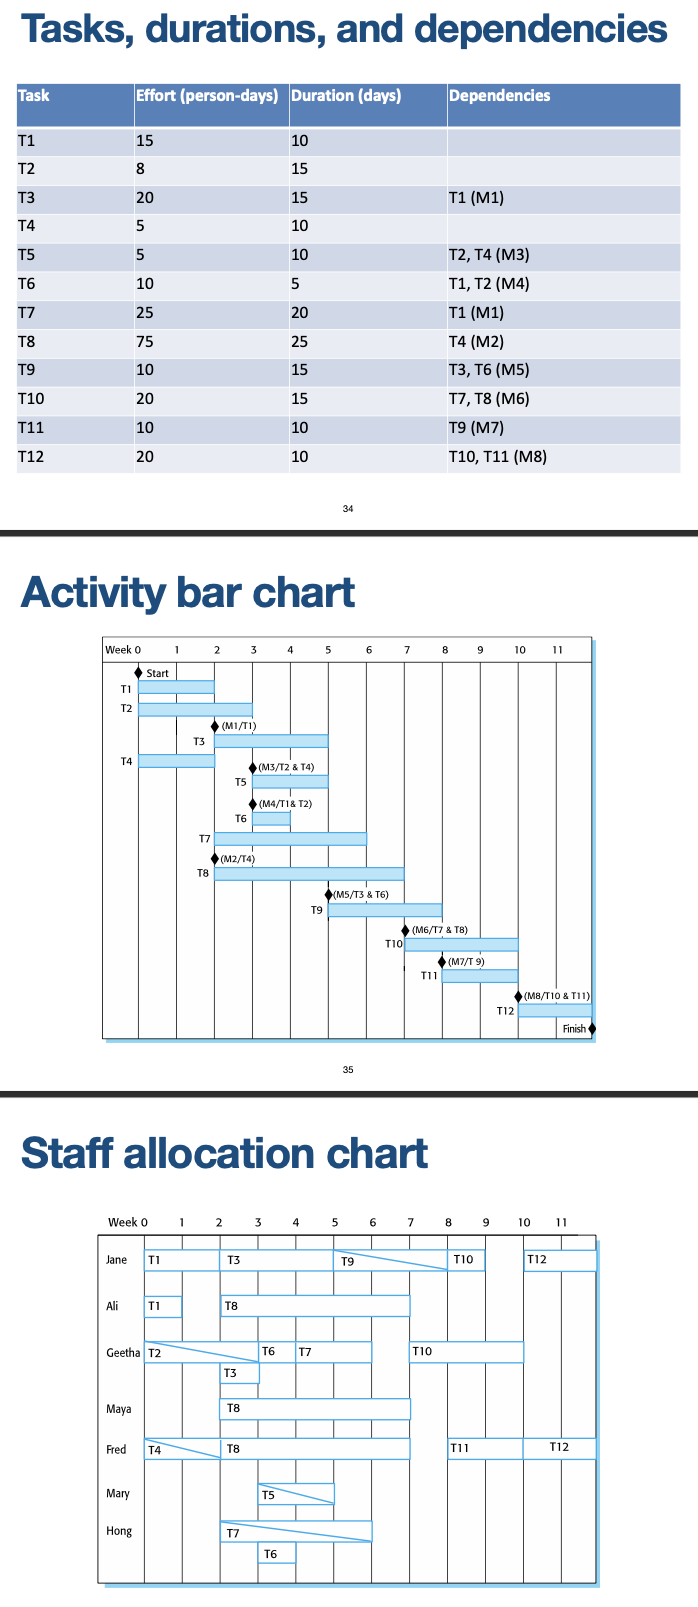 Tasks, durations, and dependencies
Task Effort (person-days) Duration (days) Dependencies
T1 15 10
T2 8 15
T3 20 15 T1 (M1)
T4 5 10
T5 5 10 T2, T4 (M3)
T6 10 5 T1, T2 (M4)
T7 25 20 T1 (M1)
T8 75 25 T4 (M2)
T9 10 15 T3, T6 (M5)
T10 20 15 T7, T8 (M6)
T11 10 10 T9 (M7)
T12 20 10 T10, T11 (M8)
34
Activity bar chart
Week 0 1 2 3 4 5 6 7 8 9 10 11
Start
T1
T2
(M1/T1)
T3
T4
(M3/T2 & T4)
T5
(M4/T1& T2)
T6
T7
(M2/T4)
T8
(M5/T3 & T6)
T9
(M6/T7 & T8)
T10
(M7/T 9)
T11
(M8/T10 & T11)
T12
Finish
35
Staff allocation chart
Week 0 1 2 3 4 5 6 7 8 9 10 11
Jane T1 T3 T9 T10 T12
Ali T1 T8
Geetha T2 T6 T7 T10
T3
Maya T8
Fred T4 T8 T11 T12
Mary T5
Hong T7
T6